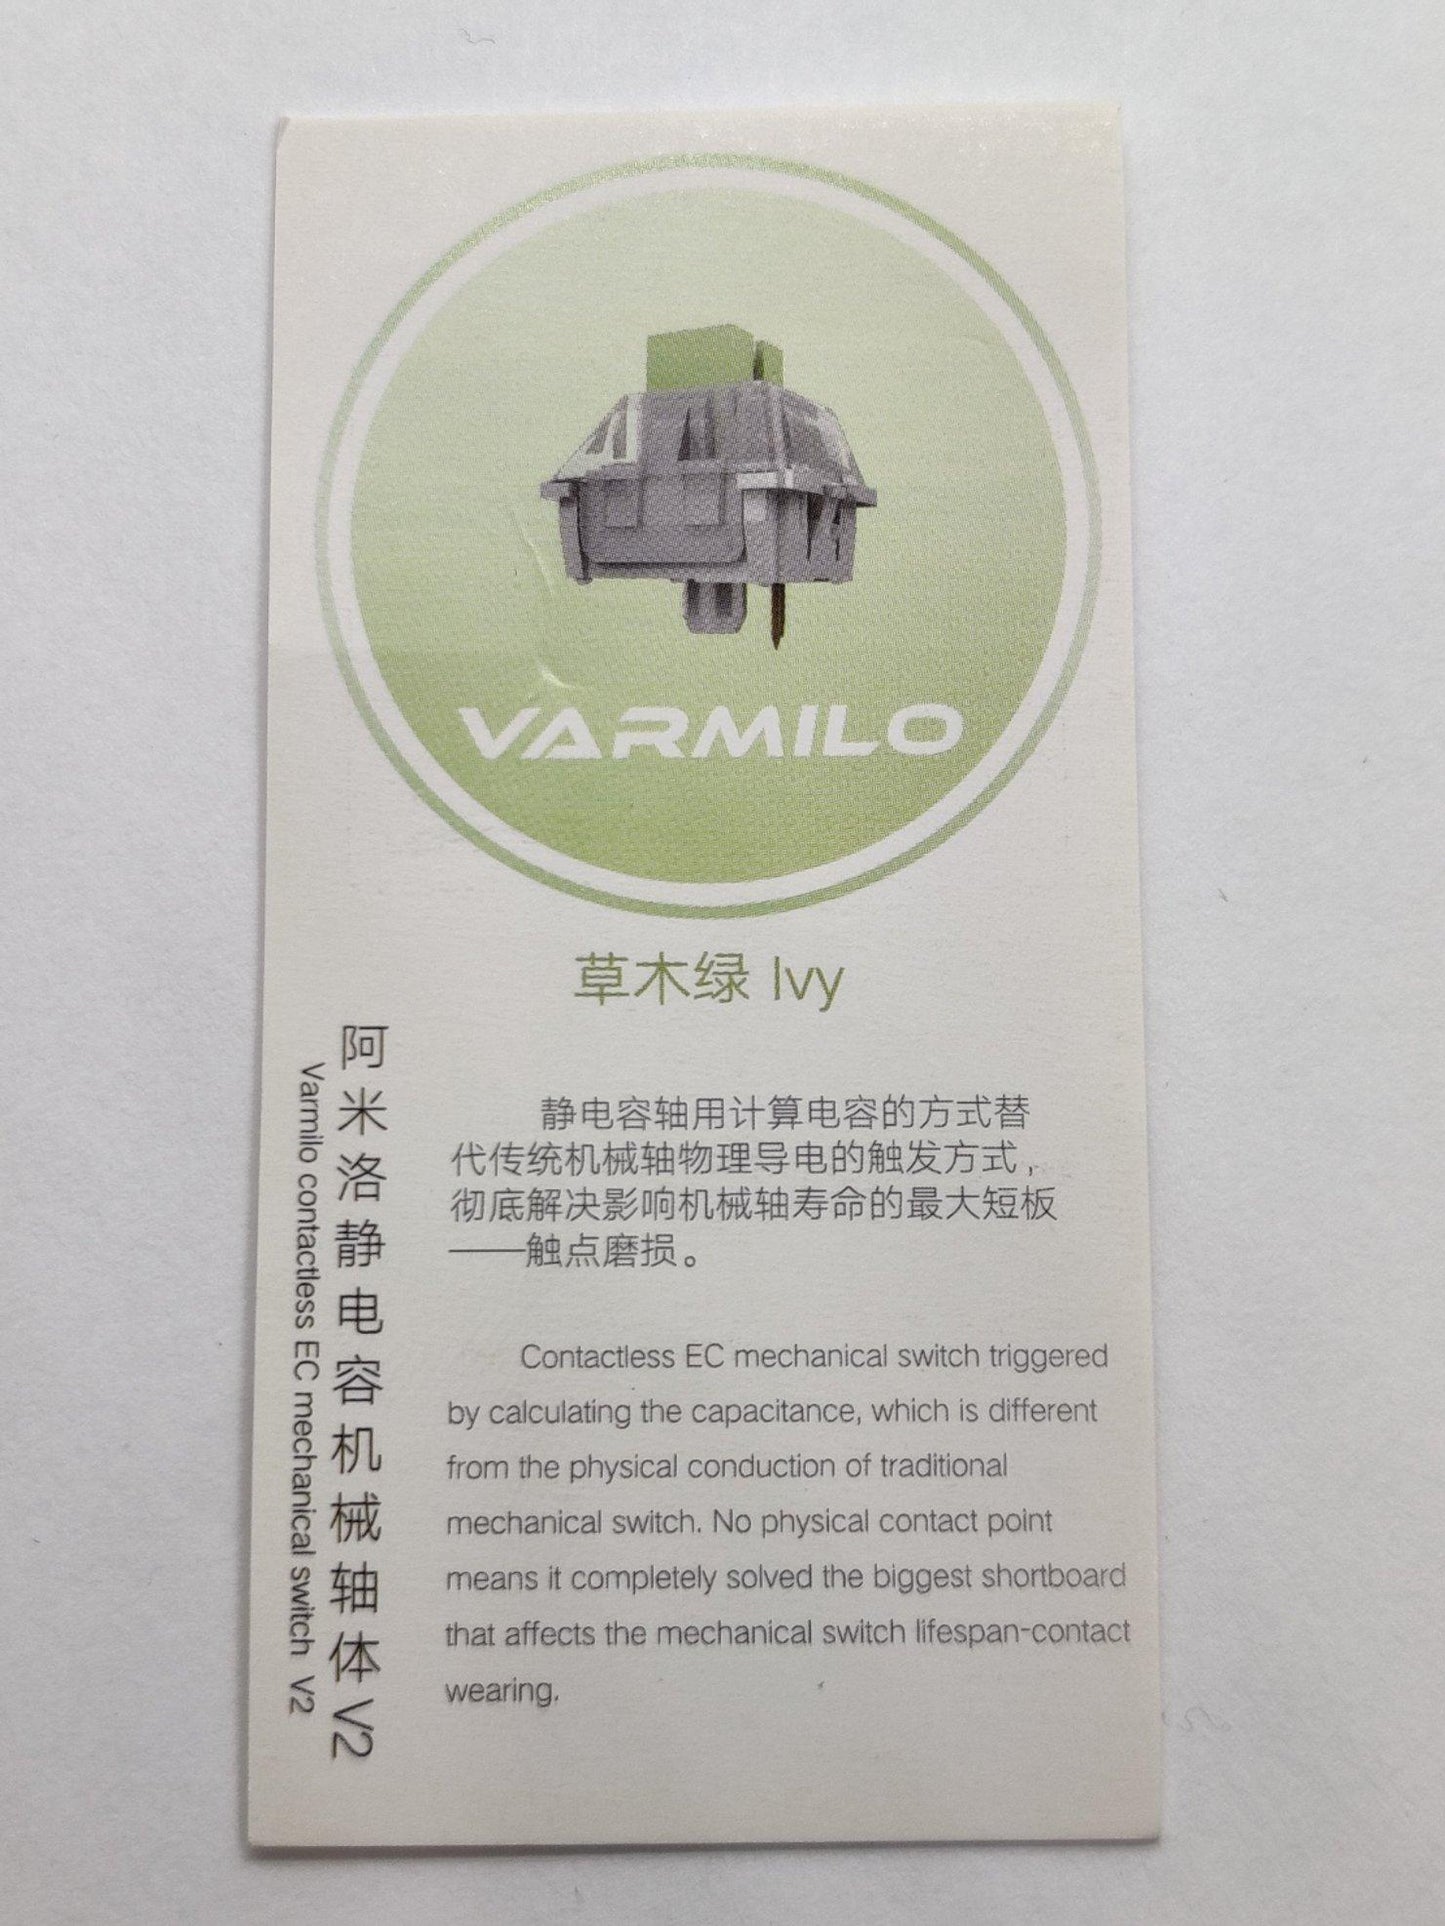 VARMILO
草木绿 Ivy
阿米洛静电容机械轴体 V2
Varmilo contactless EC mechanical switch V2
静电容轴用计算电容的方式替
代传统机械轴物理导电的触发方式，
彻底解决影响机械轴寿命的最大短板
——触点磨损。
Contactless EC mechanical switch triggered
by calculating the capacitance, which is different
from the physical conduction of traditional
mechanical switch. No physical contact point
means it completely solved the biggest shortboard
that affects the mechanical switch lifespan-contact
wearing.